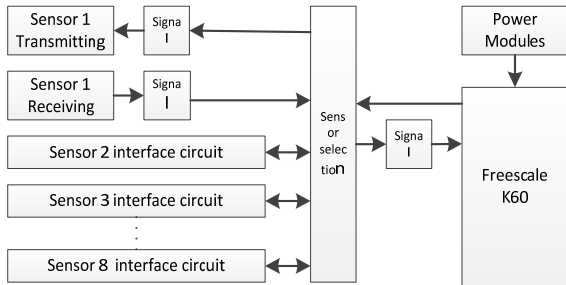 Sensor 1
Transmitting
Signa
l
Power
Modules
Sensor 1
Receiving
Signa
l
Sens
or
selec
tion
Signa
l
Freescale
K60
Sensor 2 interface circuit
Sensor 3 interface circuit
Sensor 8 interface circuit